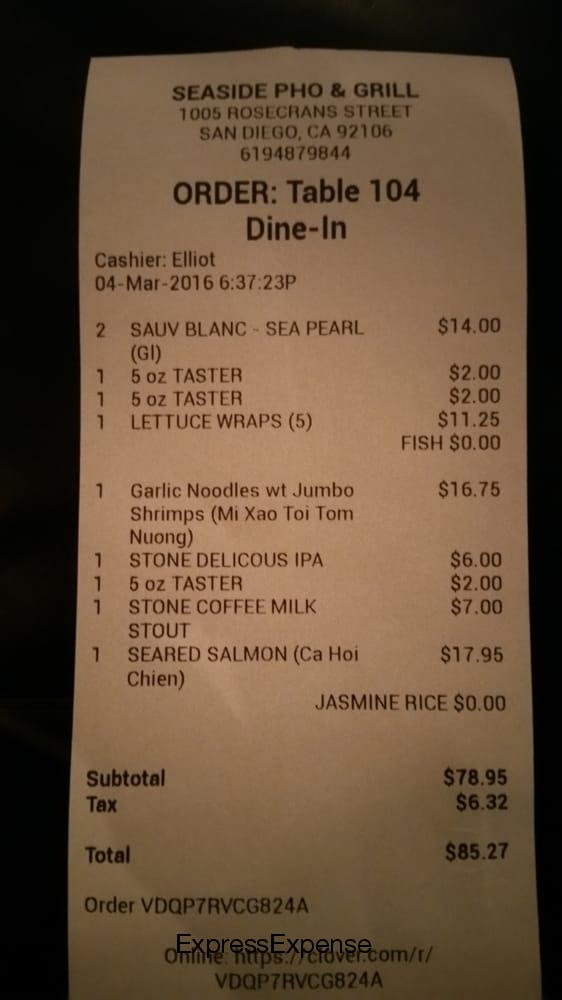 SEASIDE PHO & GRILL
1005 ROSECRANS STREET
SAN DIEGO, CA 92106
6194879844
ORDER: Table 104
Dine-In
Cashier: Elliot
04-Mar-2016 6:37:23P
2 SAUV BLANC - SEA PEARL $14.00
(Gl)
1 5 oz TASTER $2.00
1 5 oz TASTER $2.00
1 LETTUCE WRAPS (5) $11.25
FISH $0.00
1 Garlic Noodles wt Jumbo $16.75
Shrimps (Mi Xao Toi Tom
Nuong)
1 STONE DELICOUS IPA $6.00
1 5 oz TASTER $2.00
1 STONE COFFEE MILK $7.00
STOUT
1 SEARED SALMON (Ca Hoi $17.95
Chien)
JASMINE RICE $0.00
Subtotal $78.95
Tax $6.32
Total $85.27
Order VDQP7RVCG824A
ExpressExpense
Online: https://clover.com/r/
VDQP7RVCG824A